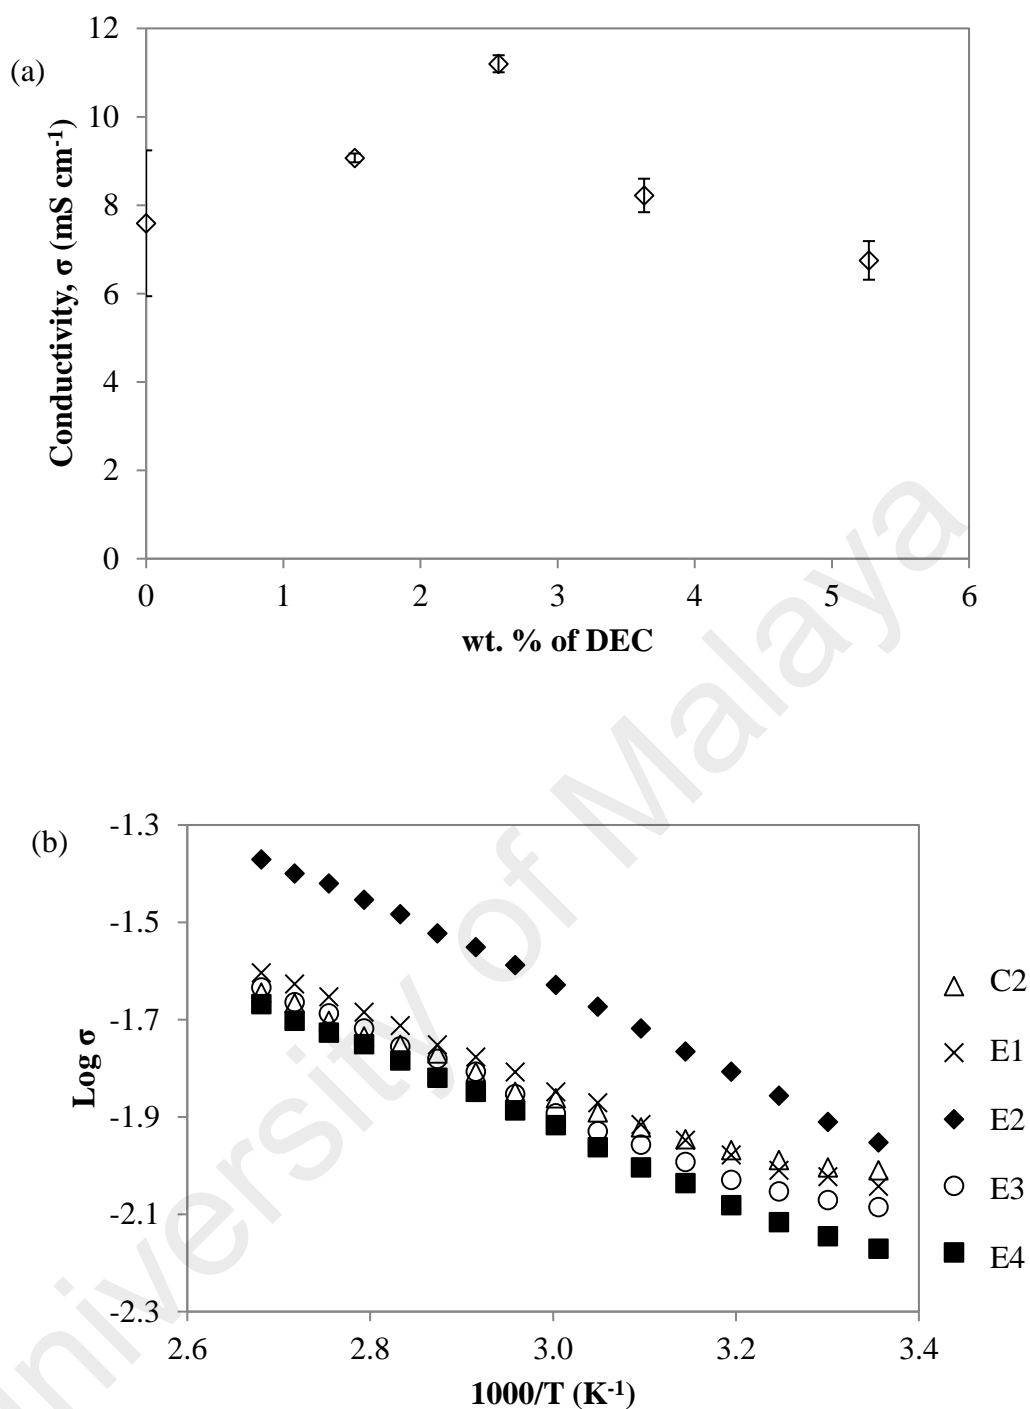 (a)
12
10
8
6
4
2
0
Conductivity, σ (mS cm⁻¹)
0 1 2 3 4 5 6
wt. % of DEC
(b)
-1.3
-1.5
-1.7
-1.9
-2.1
-2.3
Log σ
2.6 2.8 3.0 3.2 3.4
1000/T (K⁻¹)
C2
E1
E2
E3
E4
University of Malaya